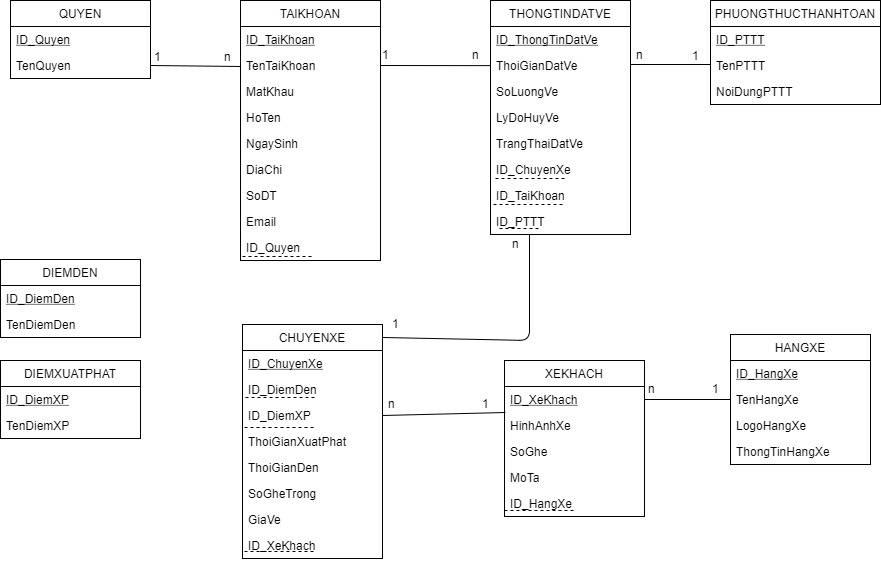 QUYEN
ID_Quyen
TenQuyen
1
n
TAIKHOAN
ID_TaiKhoan
TenTaiKhoan
MatKhau
HoTen
NgaySinh
DiaChi
SoDT
Email
ID_Quyen
1
n
THONGTINDATVE
ID_ThongTinDatVe
ThoiGianDatVe
SoLuongVe
LyDoHuyVe
TrangThaiDatVe
ID_ChuyenXe
ID_TaiKhoan
ID_PTTT
n
1
PHUONGTHUCTHANHTOAN
ID_PTTT
TenPTTT
NoiDungPTTT
n
1
DIEMDEN
ID_DiemDen
TenDiemDen
DIEMXUATPHAT
ID_DiemXP
TenDiemXP
CHUYENXE
ID_ChuyenXe
ID_DiemDen
ID_DiemXP
ThoiGianXuatPhat
ThoiGianDen
SoGheTrong
GiaVe
ID_XeKhach
n
1
XEKHACH
ID_XeKhach
HinhAnhXe
SoGhe
MoTa
ID_HangXe
n
1
HANGXE
ID_HangXe
TenHangXe
LogoHangXe
ThongTinHangXe